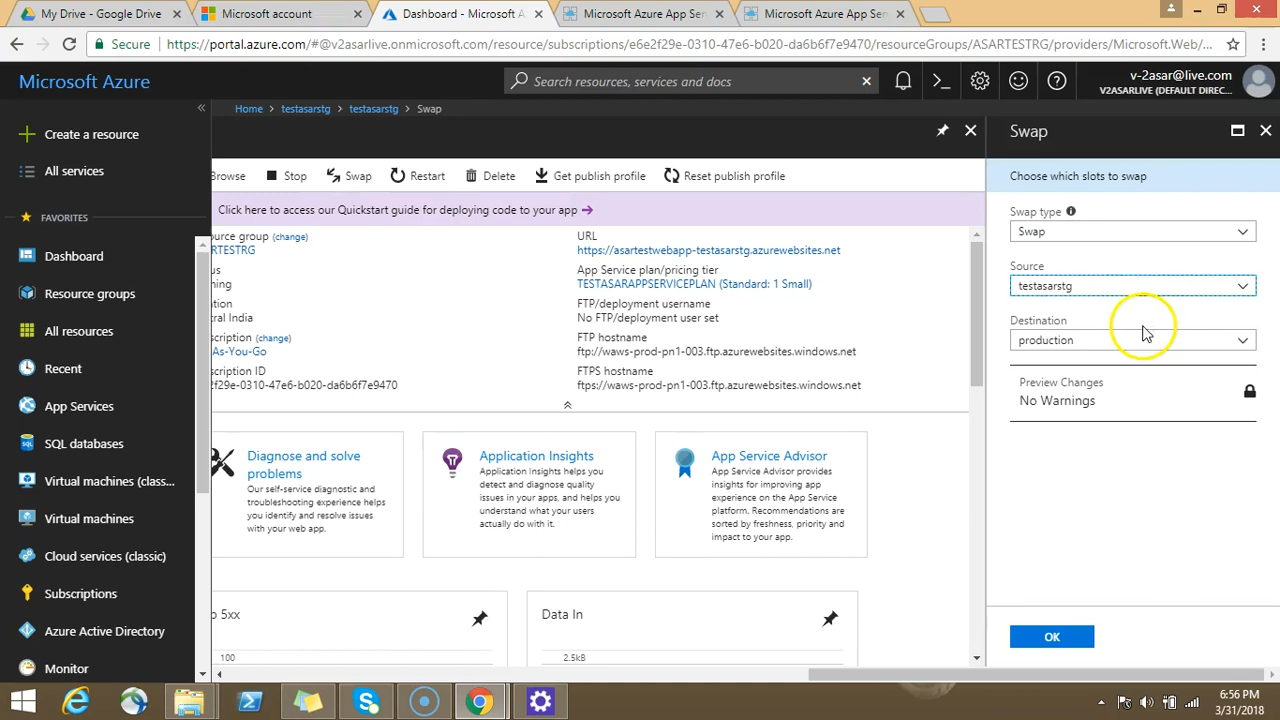 My Drive - Google Drive
Microsoft account
Dashboard - Microsoft A
Microsoft Azure App Ser
Microsoft Azure App Ser
Secure
https://portal.azure.com/#@v2asarlive.onmicrosoft.com/resource/subscriptions/e6e2f29e-0310-47e6-b020-da6b6f7e9470/resourceGroups/ASARTESTRG/providers/Microsoft.Web/...
Microsoft Azure
Search resources, services and docs
v-2asar@live.com
V2ASARLIVE (DEFAULT DIREC...
Home
testasarstg
testasarstg
Swap
Create a resource
All services
FAVORITES
Dashboard
Resource groups
All resources
Recent
App Services
SQL databases
Virtual machines (class...
Virtual machines
Cloud services (classic)
Subscriptions
Azure Active Directory
Monitor
Browse
Stop
Swap
Restart
Delete
Get publish profile
Reset publish profile
Click here to access our Quickstart guide for deploying code to your app
ource group (change)
ARTESTRG
us
ning
ation
tral India
scription (change)
-As-You-Go
scription ID
2f29e-0310-47e6-b020-da6b6f7e9470
URL
https://asartestwebapp-testasarstg.azurewebsites.net
App Service plan/pricing tier
TESTASARAPPSERVICEPLAN (Standard: 1 Small)
FTP/deployment username
No FTP/deployment user set
FTP hostname
ftp://waws-prod-pn1-003.ftp.azurewebsites.windows.net
FTPS hostname
ftps://waws-prod-pn1-003.ftp.azurewebsites.windows.net
Diagnose and solve
problems
Our self-service diagnostic and
troubleshooting experience helps
you identify and resolve issues
with your web app.
Application Insights
Application Insights helps you
detect and diagnose quality
issues in your apps, and helps you
understand what your users
actually do with it.
App Service Advisor
App Service Advisor provides
insights for improving app
experience on the App Service
platform. Recommendations are
sorted by freshness, priority and
impact to your app.
p 5xx
100
Data In
2.5kB
Swap
Choose which slots to swap
Swap type
Swap
Source
testasarstg
Destination
production
Preview Changes
No Warnings
OK
6:56 PM
3/31/2018